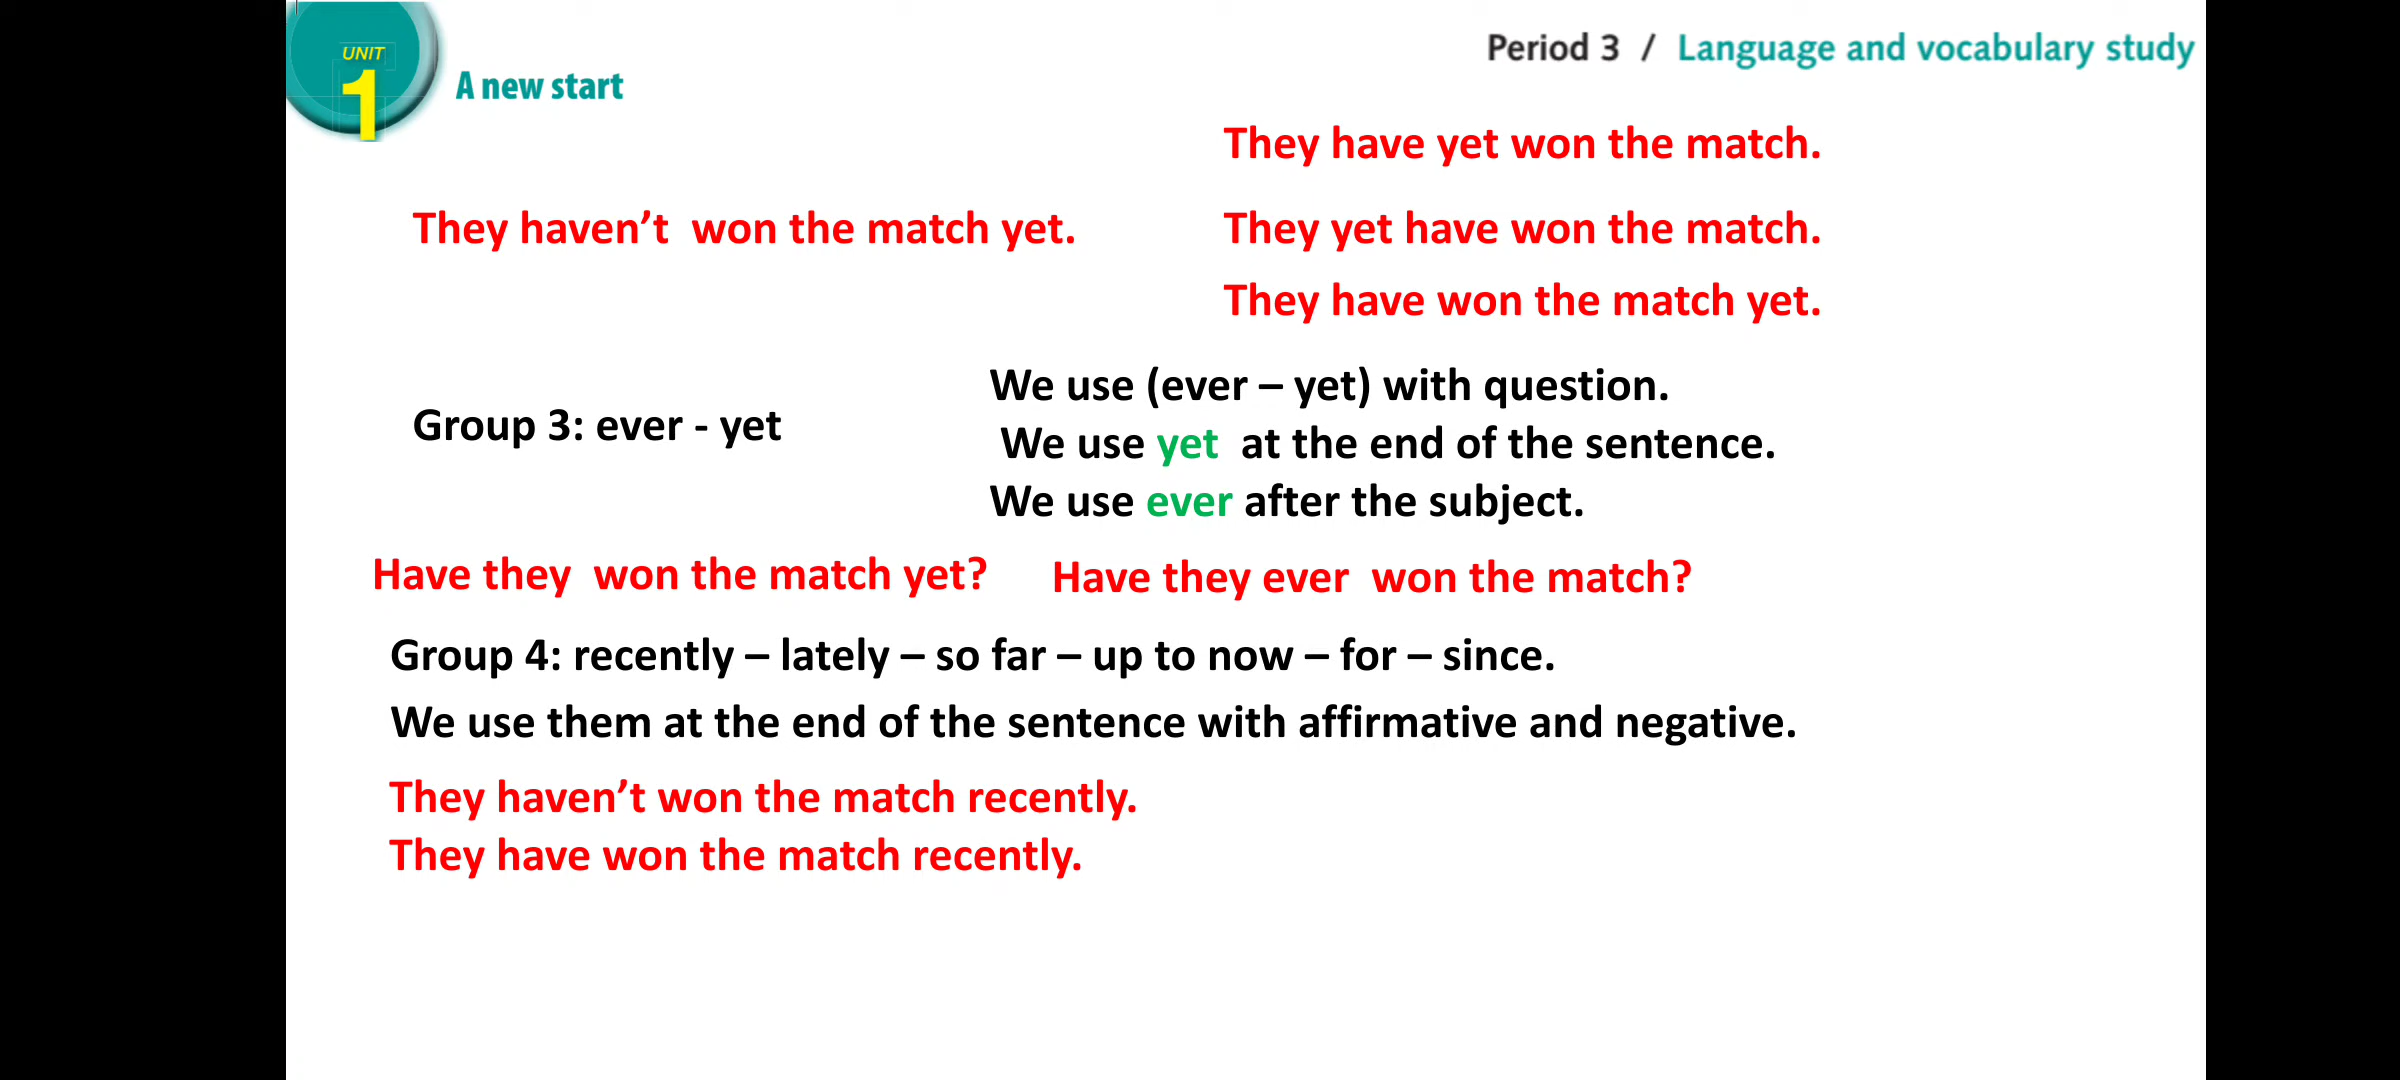 UNIT
1
A new start
Period 3 / Language and vocabulary study
They have yet won the match.
They haven’t won the match yet.
They yet have won the match.
They have won the match yet.
Group 3: ever - yet
We use (ever – yet) with question.
We use yet at the end of the sentence.
We use ever after the subject.
Have they won the match yet?
Have they ever won the match?
Group 4: recently – lately – so far – up to now – for – since.
We use them at the end of the sentence with affirmative and negative.
They haven’t won the match recently.
They have won the match recently.